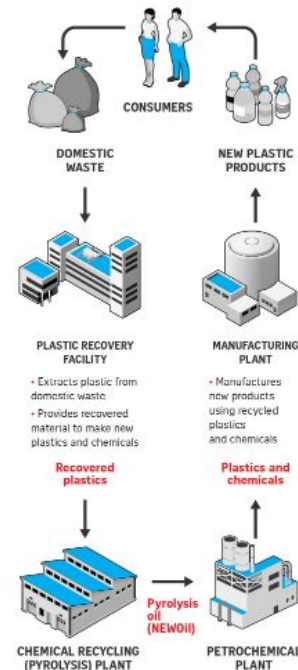 CONSUMERS
DOMESTIC
WASTE
NEW PLASTIC
PRODUCTS
PLASTIC RECOVERY
FACILITY
• Extracts plastic from
domestic waste
• Provides recovered
material to make new
plastics and chemicals
Recovered
plastics
MANUFACTURING
PLANT
• Manufactures
new products
using recycled
plastics
and chemicals
Plastics and
chemicals
Pyrolysis
oil
(NEWOil)
CHEMICAL RECYCLING
(PYROLYSIS) PLANT
PETROCHEMICAL
PLANT